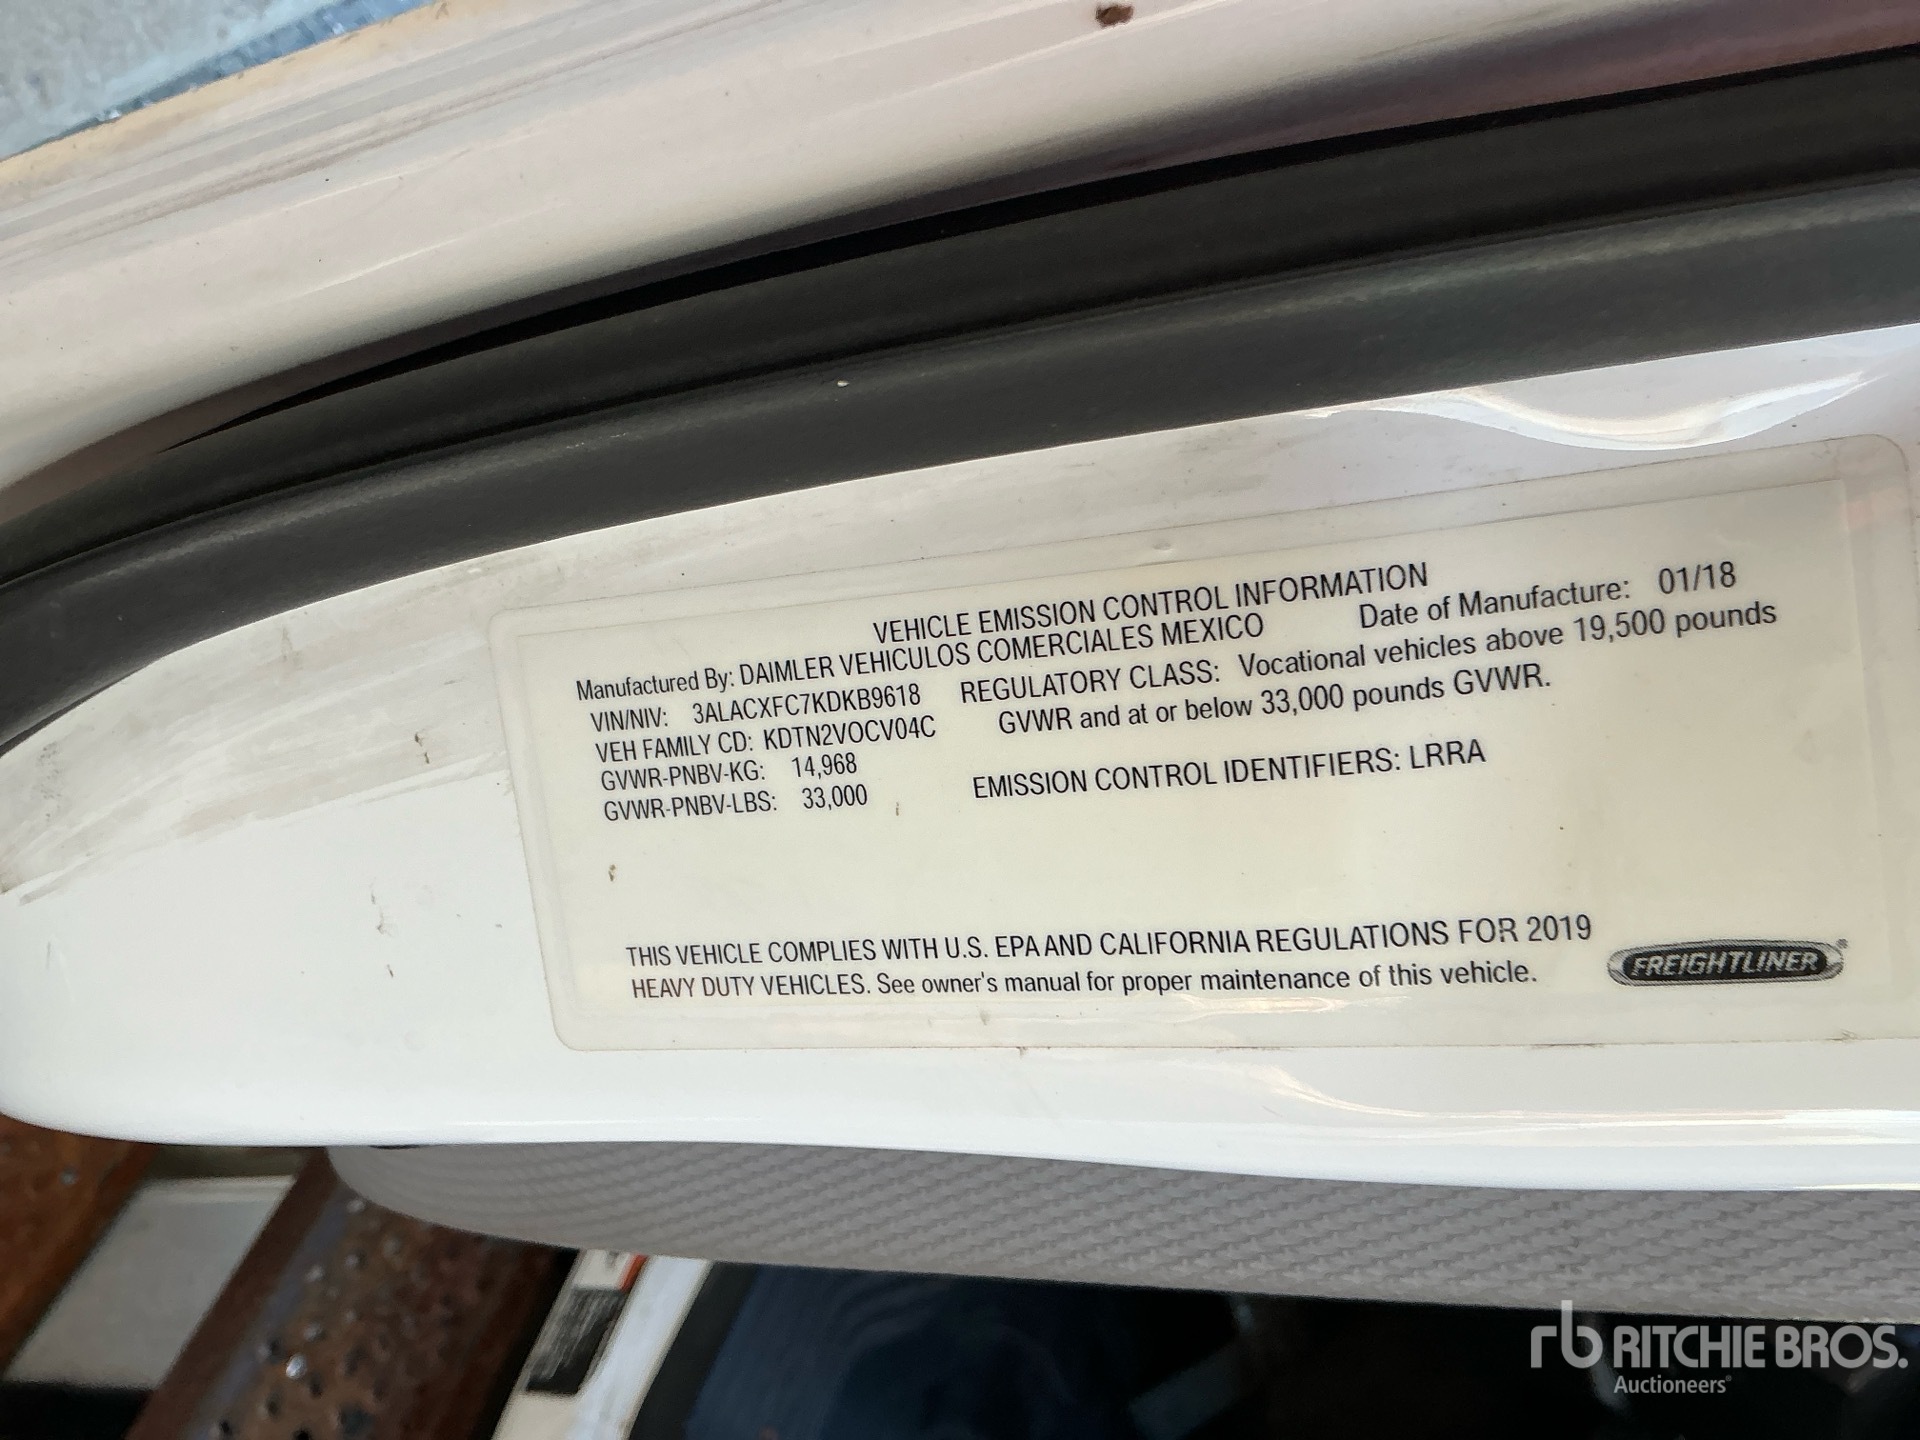 VEHICLE EMISSION CONTROL INFORMATION
Manufactured By: DAIMLER VEHICULOS COMERCIALES MEXICO Date of Manufacture: 01/18
VIN/NIV: 3ALACXFC7KDKB9618 REGULATORY CLASS: Vocational vehicles above 19,500 pounds
VEH FAMILY CD: KDTN2VOCV04C GVWR and at or below 33,000 pounds GVWR.
GVWR-PNBV-KG: 14,968
GVWR-PNBV-LBS: 33,000 EMISSION CONTROL IDENTIFIERS: LRRA
THIS VEHICLE COMPLIES WITH U.S. EPA AND CALIFORNIA REGULATIONS FOR 2019
HEAVY DUTY VEHICLES. See owner's manual for proper maintenance of this vehicle.
FREIGHTLINER®
rb RITCHIE BROS.
Auctioneers®